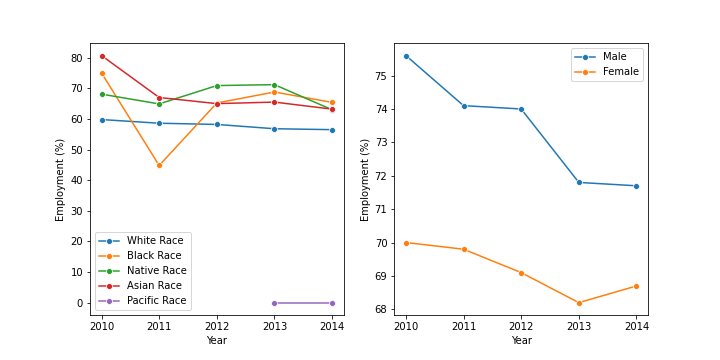 80
70
60
50
40
30
20
10
0
Employment (%)
White Race
Black Race
Native Race
Asian Race
Pacific Race
2010 2011 2012 2013 2014
Year
75
74
73
72
71
70
69
68
Employment (%)
Male
Female
2010 2011 2012 2013 2014
Year